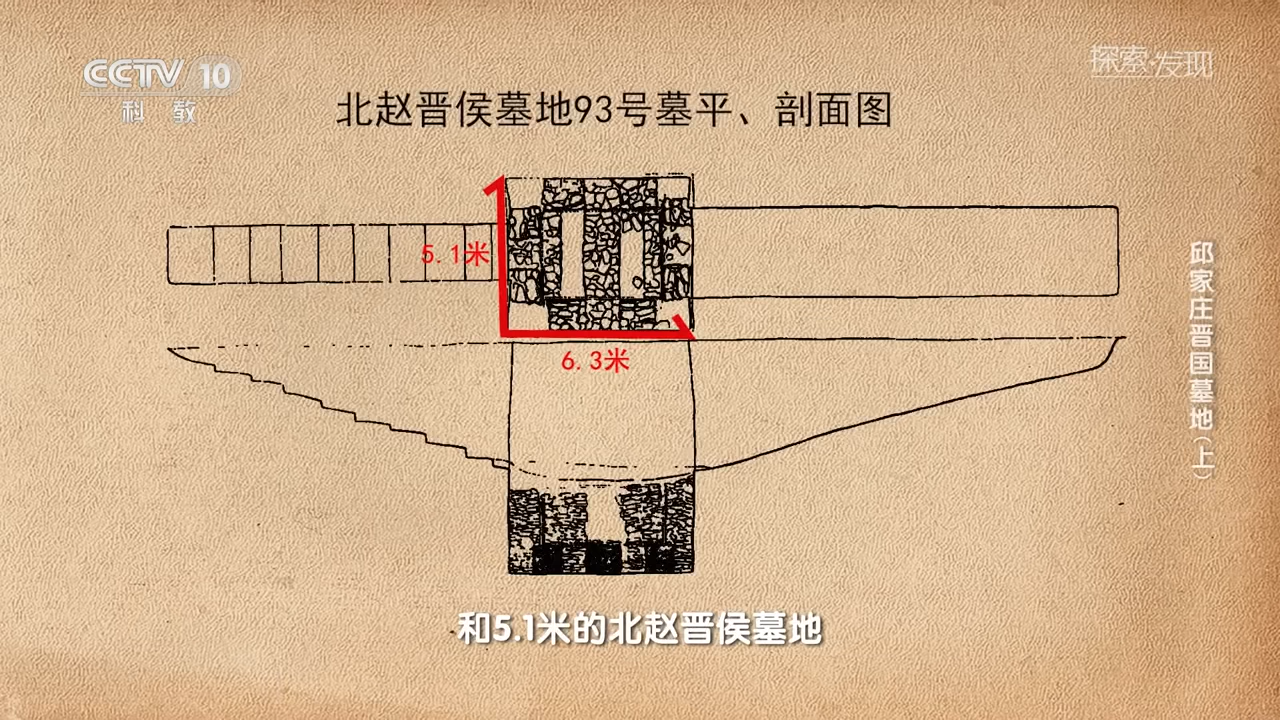 CCTV 10
科 教
探索·发现
北赵晋侯墓地93号墓平、剖面图
5.1米
6.3米
邱家庄晋国墓地(上)
和5.1米的北赵晋侯墓地